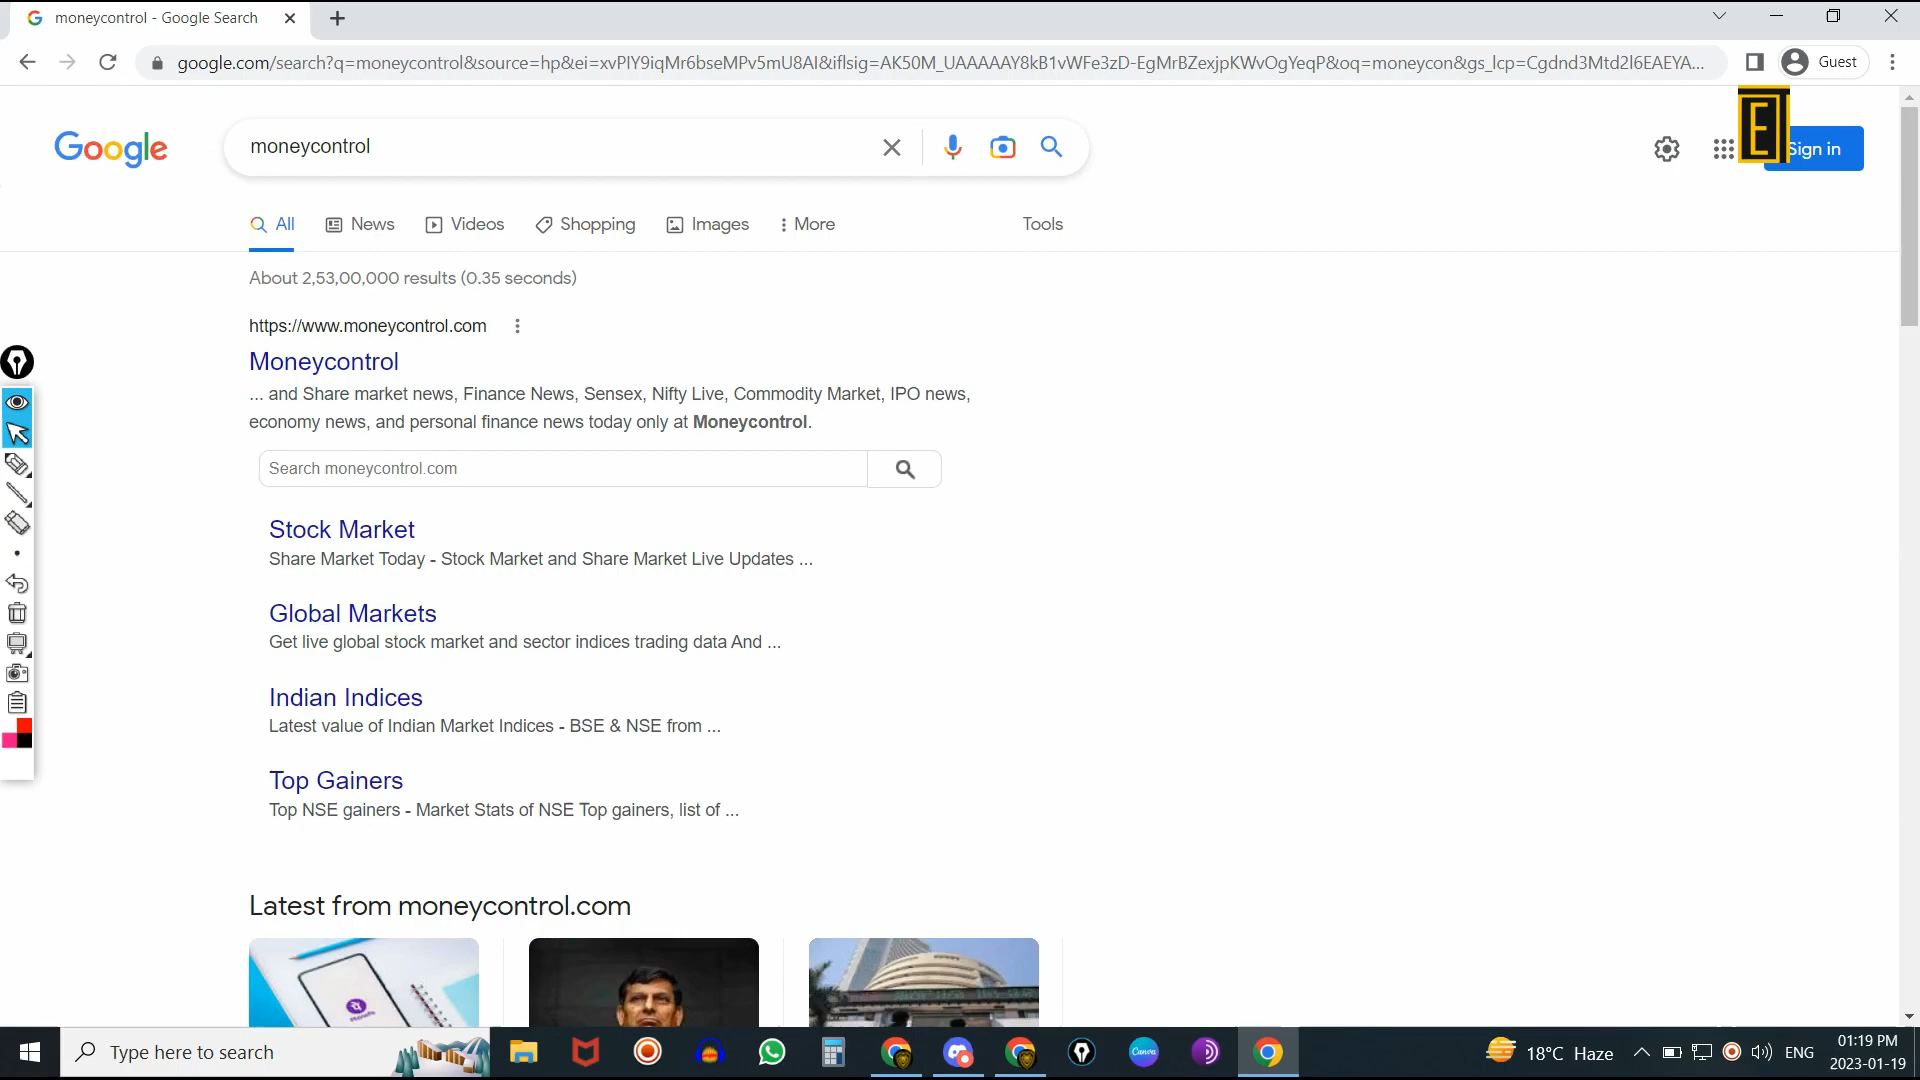 moneycontrol - Google Search
google.com/search?q=moneycontrol&source=hp&ei=xvPIY9iqMr6bseMPv5mU8AI&iflsig=AK50M_UAAAAAY8kB1vWFe3zD-EgMrBZexjpKWvOgYeqP&oq=moneycon&gs_lcp=Cgdnd3Mtd2l6EAEYA...
Guest
Google
moneycontrol
E
Sign in
All
News
Videos
Shopping
Images
More
Tools
About 2,53,00,000 results (0.35 seconds)
https://www.moneycontrol.com
Moneycontrol
... and Share market news, Finance News, Sensex, Nifty Live, Commodity Market, IPO news,
economy news, and personal finance news today only at Moneycontrol.
Search moneycontrol.com
Stock Market
Share Market Today - Stock Market and Share Market Live Updates ...
Global Markets
Get live global stock market and sector indices trading data And ...
Indian Indices
Latest value of Indian Market Indices - BSE & NSE from ...
Top Gainers
Top NSE gainers - Market Stats of NSE Top gainers, list of ...
Latest from moneycontrol.com
Type here to search
Canva
18°C Haze
ENG
01:19 PM
2023-01-19